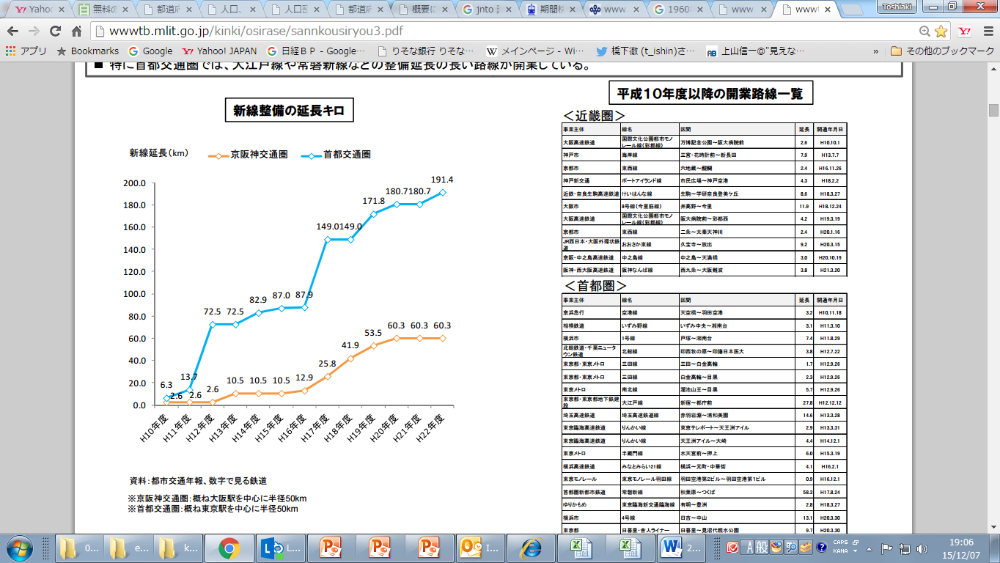 Yahoo
無料の
都道府
人口、
人口密
都道府
概要に
jnto
期間
www
1960
www
www
Toshiaki
wwwtb.mlit.go.jp/kinki/osirase/sannkousiryou3.pdf
アプリ Bookmarks Google Yahoo! JAPAN 日経BP - Google… りそな銀行 りそな… メインページ - Wi… 橋下徹 (t_ishin)さ… 上山信一@"見えな… » その他のブックマーク
■ 特に首都交通圏では、大江戸線や常磐新線などの整備延長の長い路線が開業している。
新線整備の延長キロ
新線延長(km)
京阪神交通圏 首都交通圏
200.0
180.0
160.0
140.0
120.0
100.0
80.0
60.0
40.0
20.0
0.0
6.3 13.7 72.5 72.5 82.9 87.0 87.9 149.0 149.0 171.8 180.7 180.7 191.4
2.6 2.6 2.6 10.5 10.5 10.5 12.9 25.8 41.9 53.5 60.3 60.3 60.3
H10年度 H11年度 H12年度 H13年度 H14年度 H15年度 H16年度 H17年度 H18年度 H19年度 H20年度 H21年度 H22年度
資料:都市交通年報、数字で見る鉄道
※京阪神交通圏:概ね大阪駅を中心に半径50km
※首都交通圏:概ね東京駅を中心に半径50km
平成10年度以降の開業路線一覧
<近畿圏>
事業主体 線名 区間 延長 開通年月日
大阪高速鉄道 国際文化公園都市モノレール線(彩都線) 万博記念公園~阪大病院前 2.6 H10.10.1
神戸市 海岸線 三宮・花時計前~新長田 7.9 H13.7.7
京都市 東西線 六地蔵~醍醐 2.4 H16.11.26
神戸新交通 ポートアイランド線 市民広場~神戸空港 4.3 H18.2.2
近鉄・奈良生駒高速鉄道 けいはんな線 生駒~学研奈良登美ケ丘 8.6 H18.3.27
大阪市 8号線(今里筋線) 井高野~今里 11.9 H18.12.24
大阪高速鉄道 国際文化公園都市モノレール線(彩都線) 阪大病院前~彩都西 4.2 H19.3.19
京都市 東西線 二条~太秦天神川 2.4 H20.1.16
JR西日本・大阪外環状鉄道 おおさか東線 久宝寺~放出 9.2 H20.3.15
京阪・中之島高速鉄道 中之島線 中之島~天満橋 3.0 H20.10.19
阪神・西大阪高速鉄道 阪神なんば線 西九条~大阪難波 3.8 H21.3.20
<首都圏>
事業主体 線名 区間 延長 開通年月日
京浜急行 空港線 天空橋~羽田空港 3.2 H10.11.18
相模鉄道 いずみ野線 いずみ中央~湘南台 3.1 H11.3.10
横浜市 1号線 戸塚~湘南台 7.4 H11.8.29
北総鉄道・千葉ニュータウン鉄道 北総線 印西牧の原~印旛日本医大 3.8 H12.7.22
東京都・東京メトロ 三田線 三田~白金高輪 1.7 H12.9.26
東京都・東京メトロ 三田線 白金高輪~目黒 2.3 H12.9.26
東京メトロ 南北線 溜池山王~目黒 5.7 H12.9.26
東京都・東京都地下鉄建設 大江戸線 新宿~都庁前 27.8 H12.12.12
埼玉高速鉄道 埼玉高速鉄道線 赤羽岩淵~浦和美園 14.6 H13.3.28
東京臨海高速鉄道 りんかい線 東京テレポート~天王洲アイル 2.9 H13.3.31
東京臨海高速鉄道 りんかい線 天王洲アイル~大崎 4.4 H14.12.1
東京メトロ 半蔵門線 水天宮前~押上 6.0 H15.3.19
横浜高速鉄道 みなとみらい21線 横浜~元町・中華街 4.1 H16.2.1
東京モノレール 東京モノレール羽田線 羽田空港第2ビル~羽田空港第1ビル 0.9 H16.12.1
首都圏新都市鉄道 常磐新線 秋葉原~つくば 58.3 H17.8.24
ゆりかもめ 東京臨海新交通臨海線 有明~豊洲 2.8 H18.3.27
横浜市 4号線 日吉~中山 13.1 H20.3.30
東京都 日暮里・舎人ライナー 日暮里~見沼代親水公園 9.7 H20.3.30
0… e… k… L… I… 2…
A 般 CAPS KANA
19:06
15/12/07